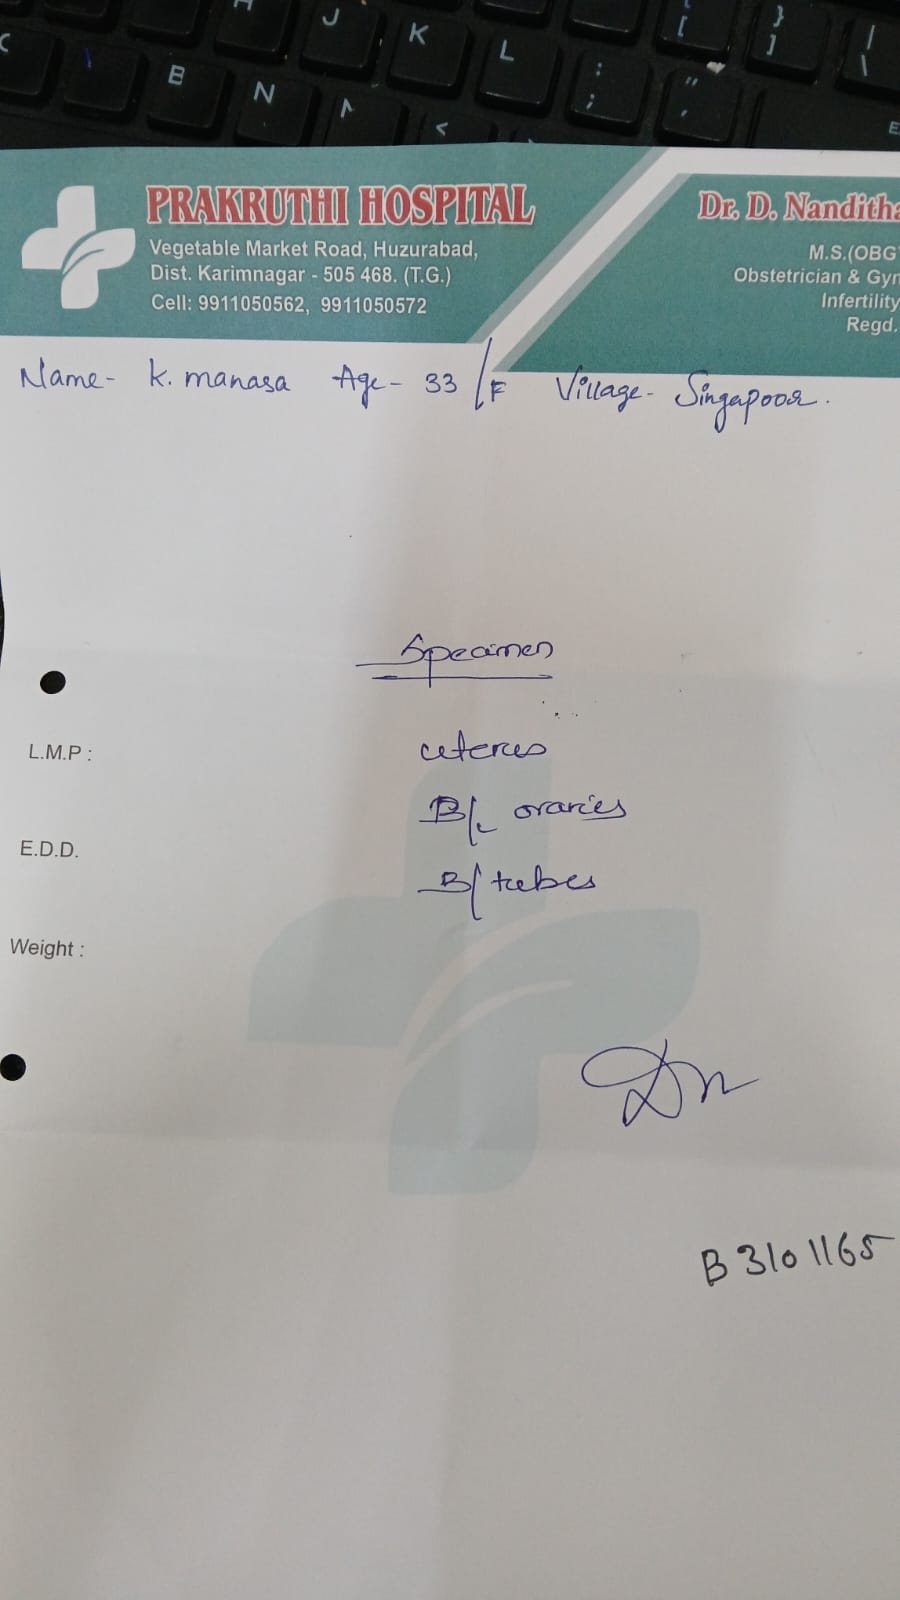 PRAKRUTHI HOSPITAL
Vegetable Market Road, Huzurabad,
Dist. Karimnagar - 505 468. (T.G.)
Cell: 9911050562, 9911050572
Dr. D. Nanditha
M.S.(OBG
Obstetrician & Gyn
Infertility
Regd.
Name- K. manasa Age- 33/F Village- Singapoor.
Specimen
uterus
B/L ovaries
B/ tubes
L.M.P :
E.D.D.
Weight :
B3101165